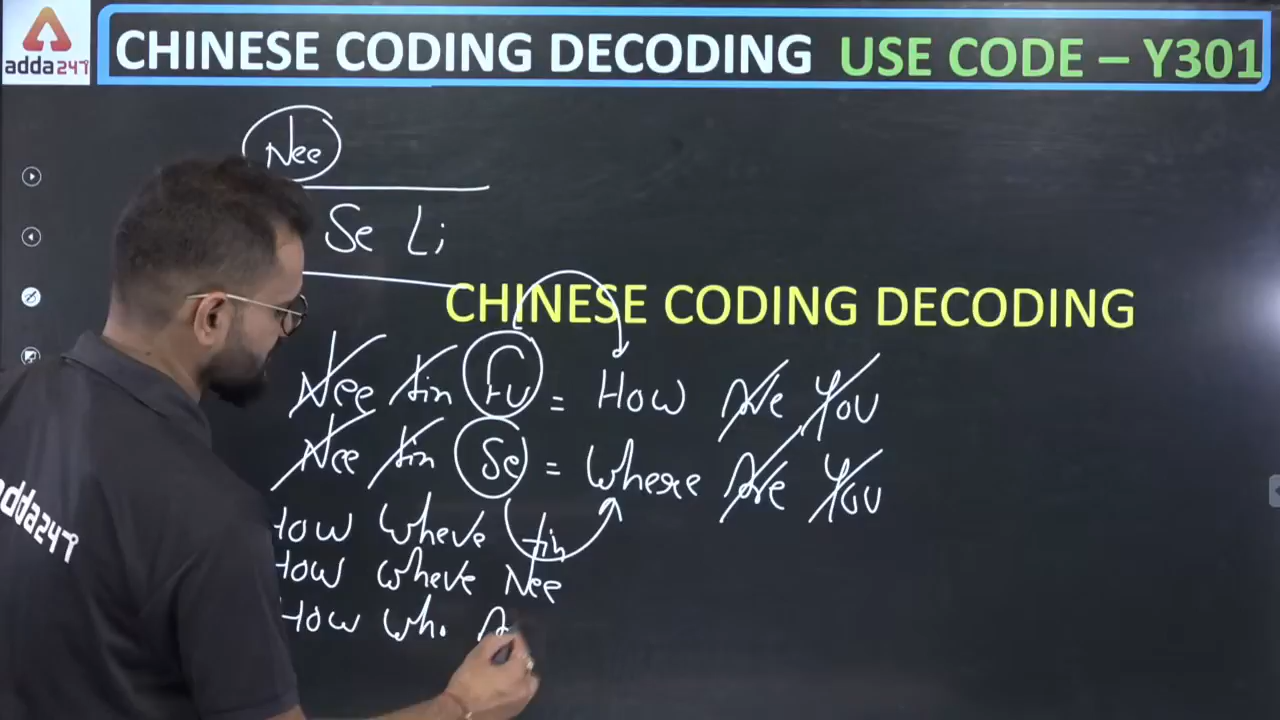 CHINESE CODING DECODING USE CODE – Y301
adda247
Nee
Se Li
CHINESE CODING DECODING
Nee tin Fu = How Are You
Nee tin Se = Where Are You
How Where tin
How Where Nee
How Who A
adda247